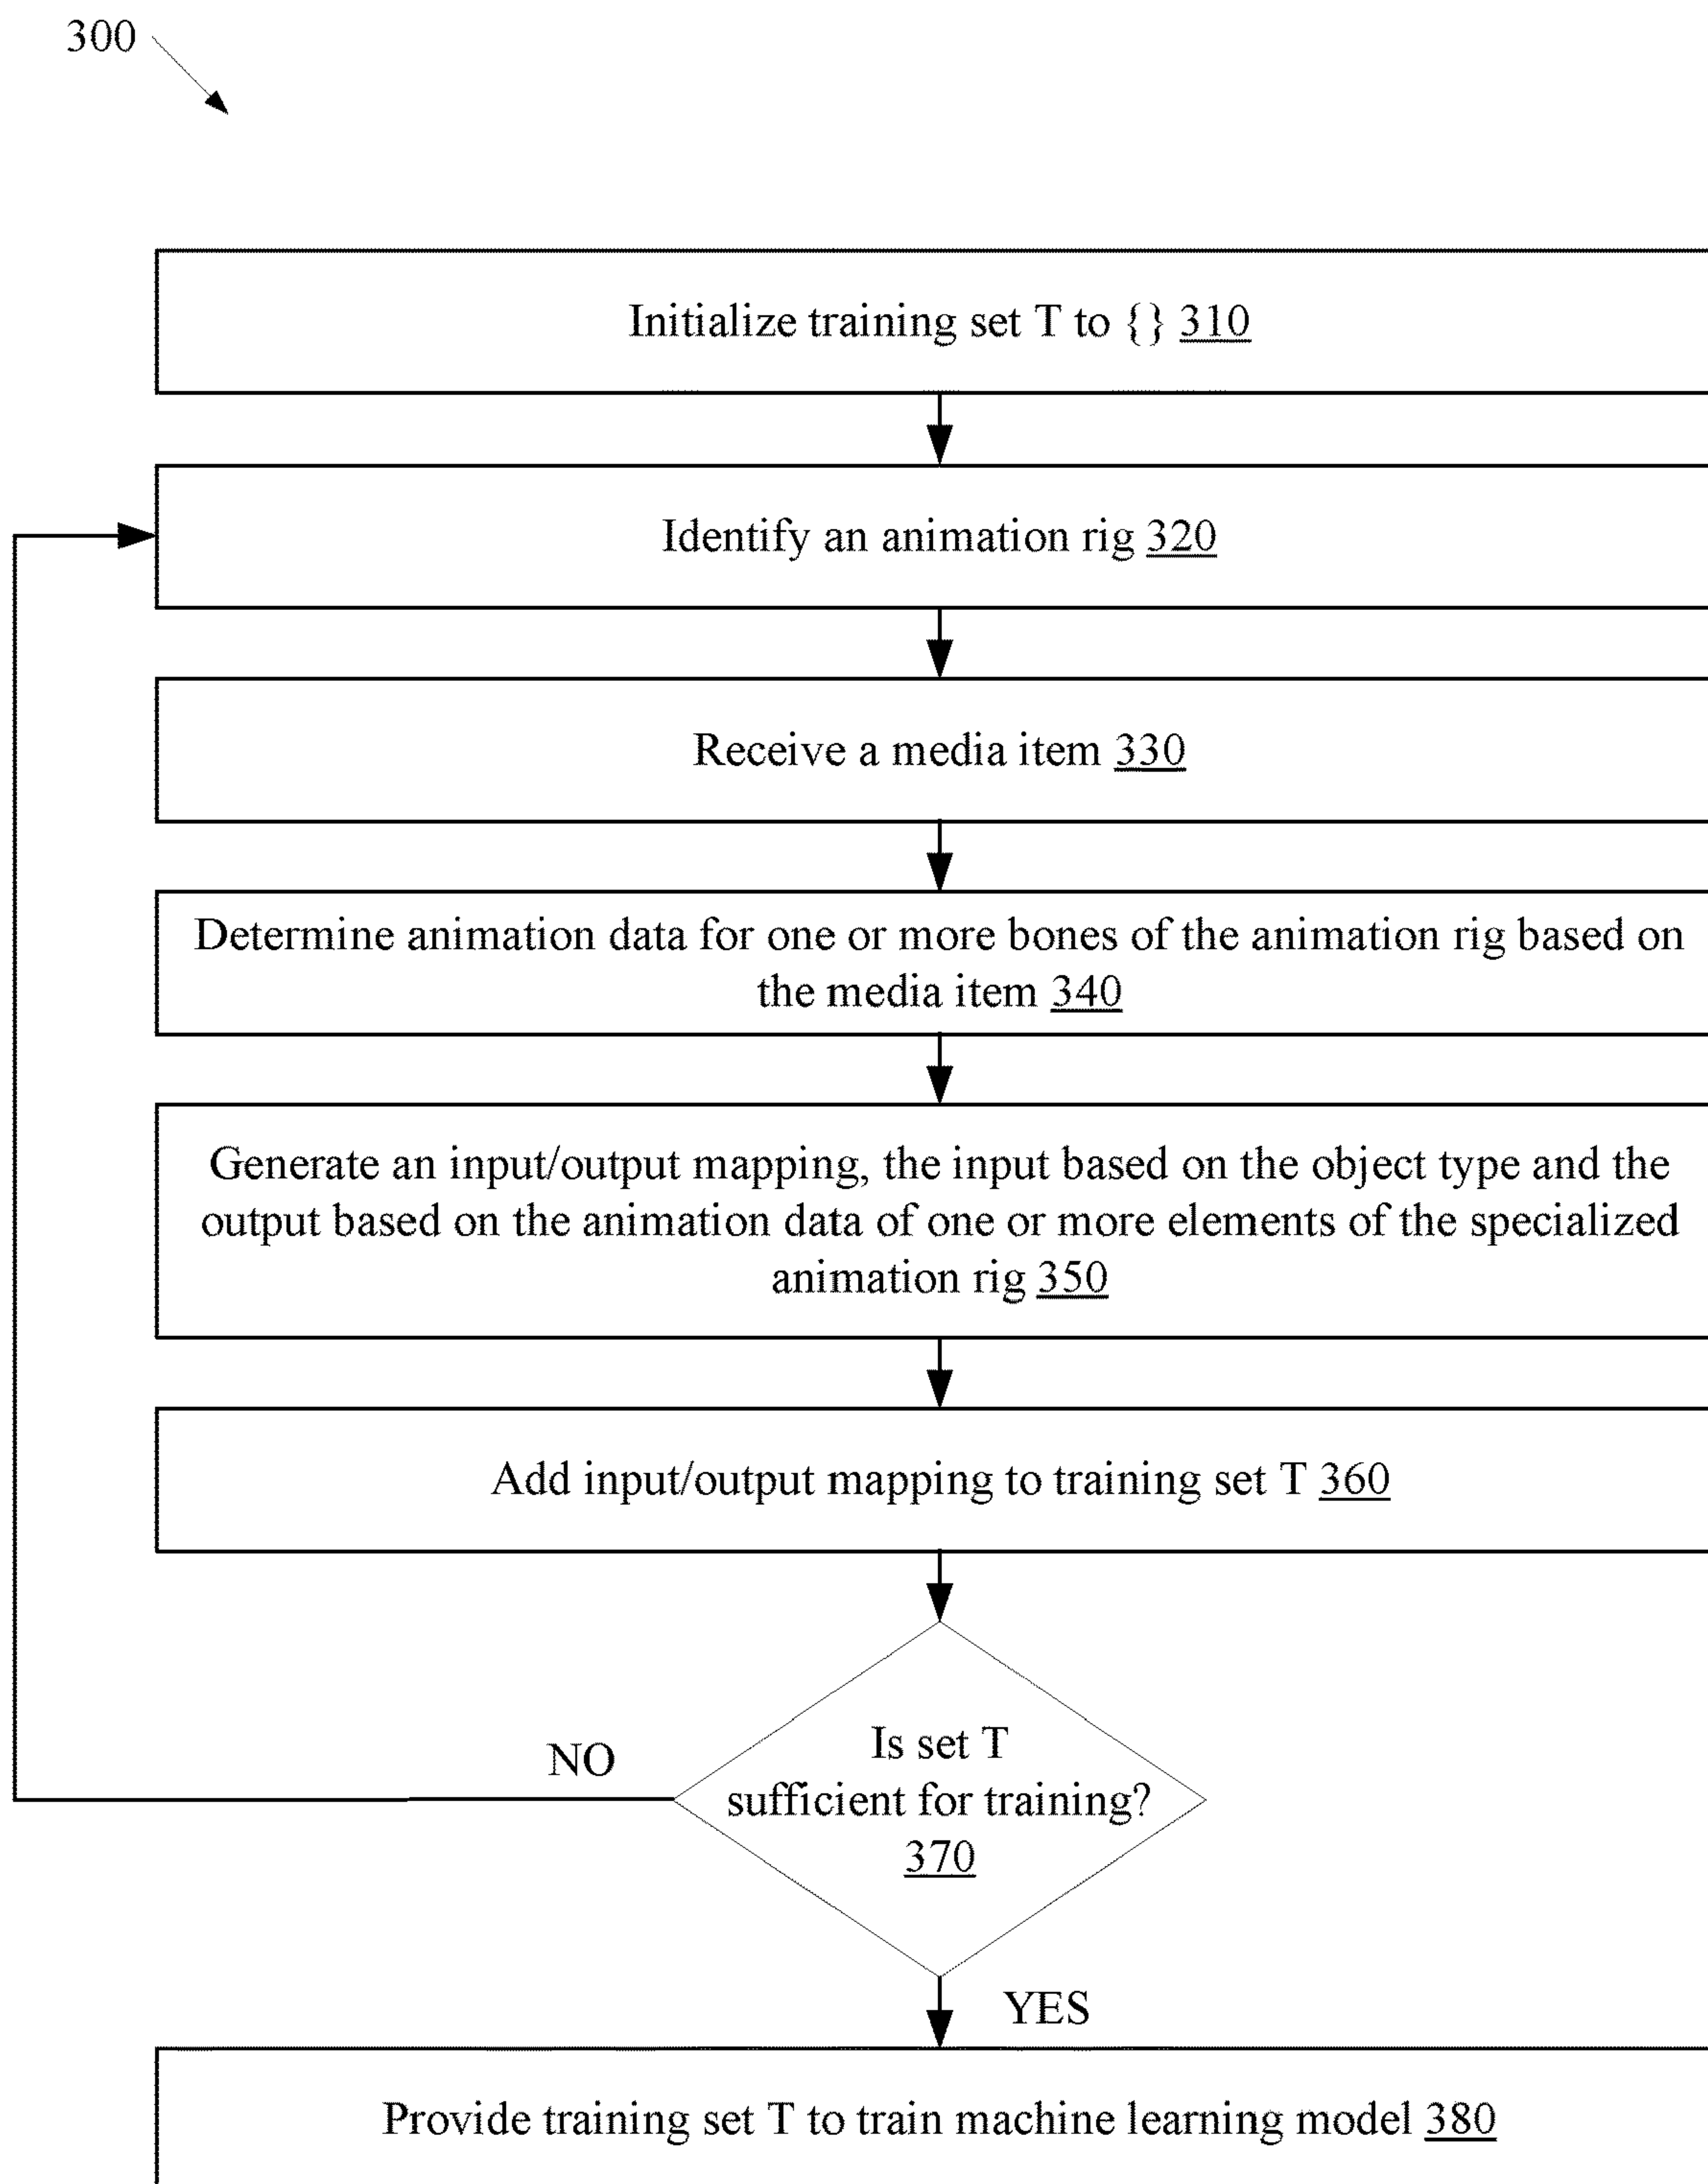 300
Initialize training set T to {} 310
Identify an animation rig 320
Receive a media item 330
Determine animation data for one or more bones of the animation rig based on
the media item 340
Generate an input/output mapping, the input based on the object type and the
output based on the animation data of one or more elements of the specialized
animation rig 350
Add input/output mapping to training set T 360
Is set T
NO
sufficient for training?
370
YES
Provide training set T to train machine learning model 380